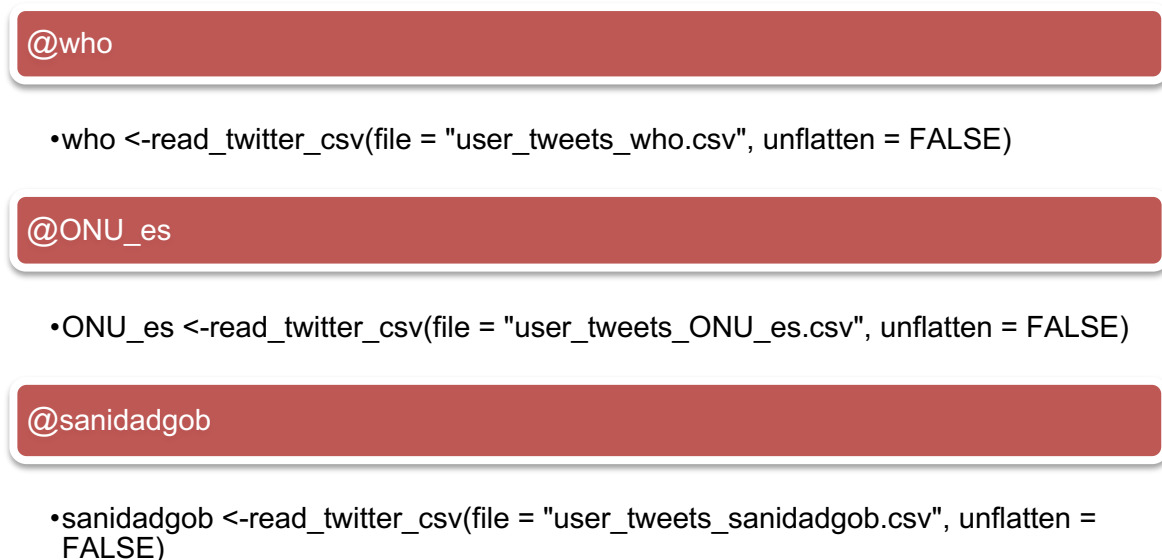 @who
•who <-read_twitter_csv(file = "user_tweets_who.csv", unflatten = FALSE)
@ONU_es
•ONU_es <-read_twitter_csv(file = "user_tweets_ONU_es.csv", unflatten = FALSE)
@sanidadgob
•sanidadgob <-read_twitter_csv(file = "user_tweets_sanidadgob.csv", unflatten =
FALSE)